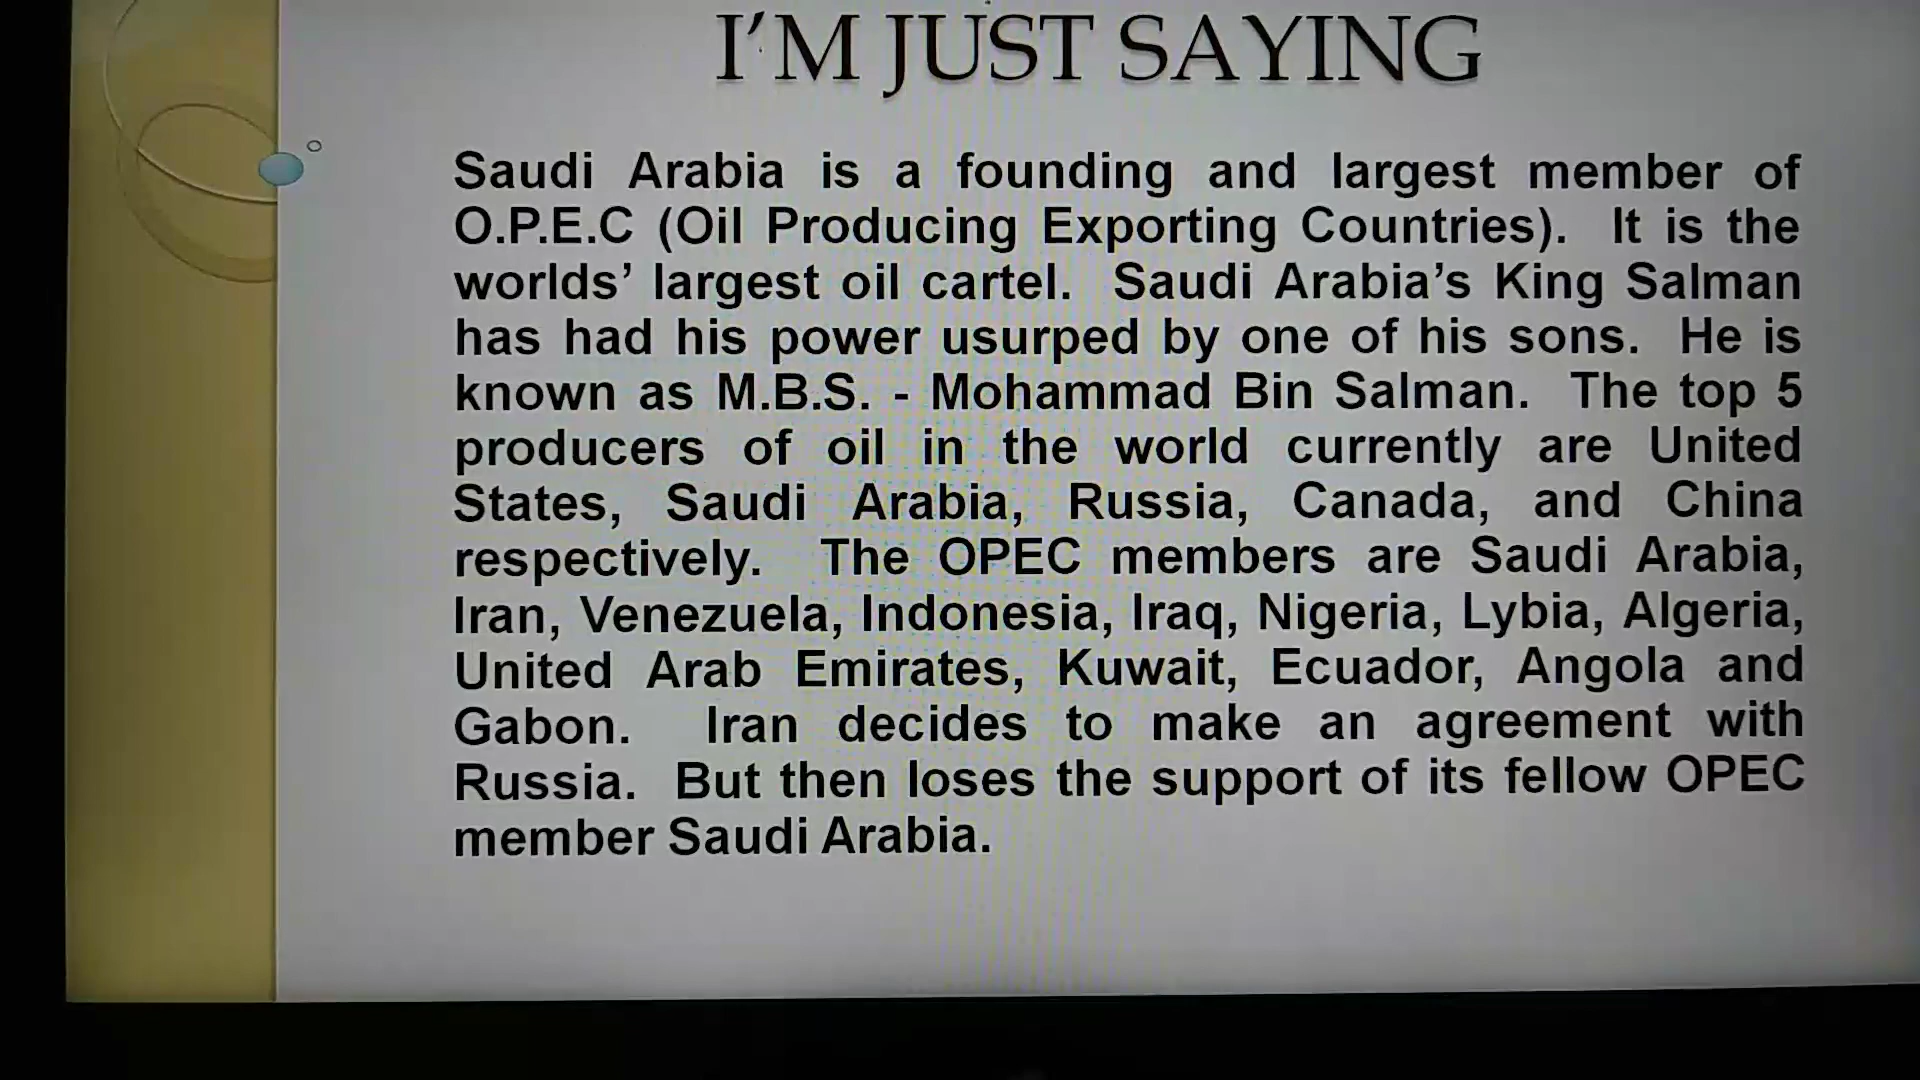 I'M JUST SAYING
Saudi Arabia is a founding and largest member of
O.P.E.C (Oil Producing Exporting Countries). It is the
worlds' largest oil cartel. Saudi Arabia's King Salman
has had his power usurped by one of his sons. He is
known as M.B.S. - Mohammad Bin Salman. The top 5
producers of oil in the world currently are United
States, Saudi Arabia, Russia, Canada, and China
respectively. The OPEC members are Saudi Arabia,
Iran, Venezuela, Indonesia, Iraq, Nigeria, Lybia, Algeria,
United Arab Emirates, Kuwait, Ecuador, Angola and
Gabon. Iran decides to make an agreement with
Russia. But then loses the support of its fellow OPEC
member Saudi Arabia.